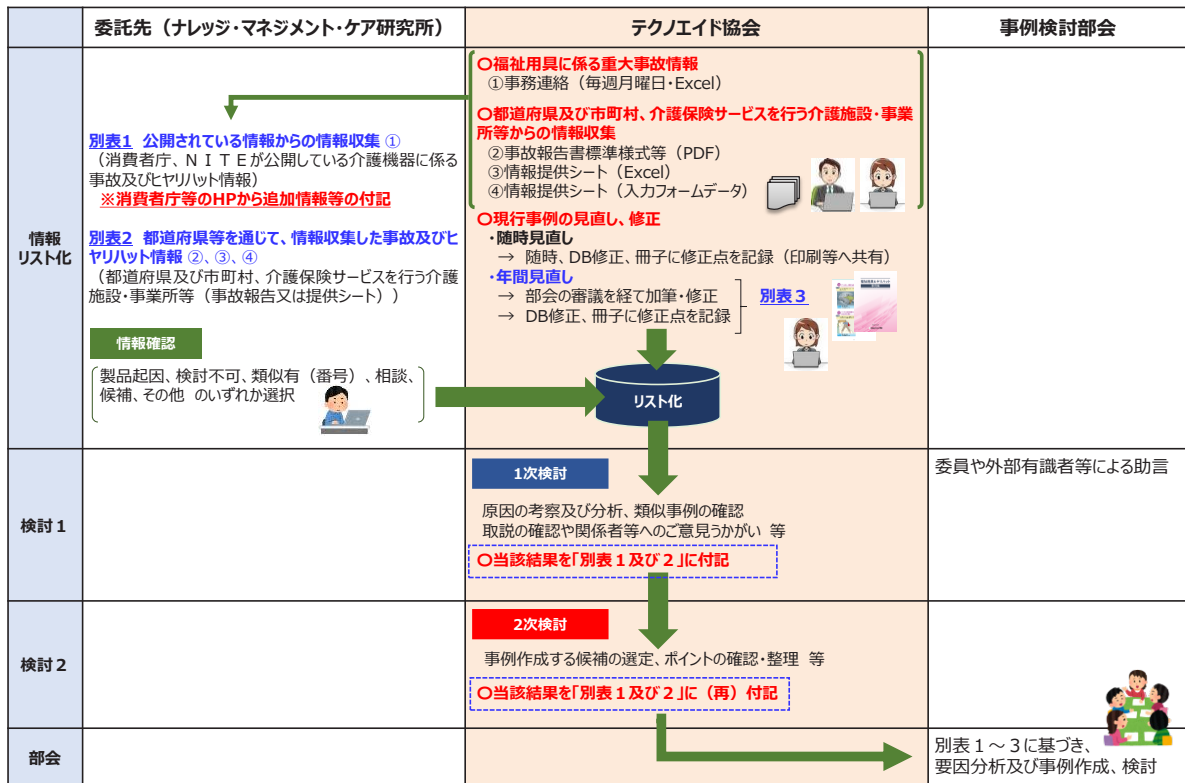 委託先（ナレッジ・マネジメント・ケア研究所）
テクノエイド協会
事例検討部会
情報
リスト化
別表1 公開されている情報からの情報収集 ①
（消費者庁、ＮＩＴＥが公開している介護機器に係る
事故及びヒヤリハット情報）
※消費者庁等のHPから追加情報等の付記
別表2 都道府県等を通じて、情報収集した事故及びヒ
ヤリハット情報 ②、③、④
（都道府県及び市町村、介護保険サービスを行う介護
施設・事業所等（事故報告又は提供シート））
情報確認
製品起因、検討不可、類似有（番号）、相談、
候補、その他 のいずれか選択
〇福祉用具に係る重大事故情報
①事務連絡（毎週月曜日・Excel）
〇都道府県及び市町村、介護保険サービスを行う介護施設・事業
所等からの情報収集
②事故報告書標準様式等（PDF）
③情報提供シート（Excel）
④情報提供シート（入力フォームデータ）
〇現行事例の見直し、修正
・随時見直し
→ 随時、DB修正、冊子に修正点を記録（印刷等へ共有）
・年間見直し
→ 部会の審議を経て加筆・修正
→ DB修正、冊子に修正点を記録
別表３
リスト化
検討１
1次検討
原因の考察及び分析、類似事例の確認
取説の確認や関係者等へのご意見うかがい 等
〇当該結果を「別表１及び２」に付記
委員や外部有識者等による助言
検討２
2次検討
事例作成する候補の選定、ポイントの確認・整理 等
〇当該結果を「別表１及び２」に（再）付記
部会
別表１～３に基づき、
要因分析及び事例作成、検討